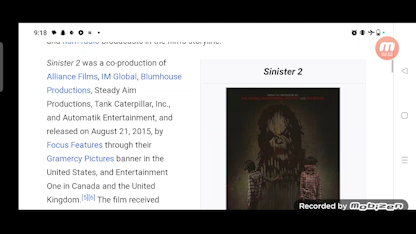 9:18
and ham radio broadcasts in the film's storyline.
Sinister 2 was a co-production of
Alliance Films, IM Global, Blumhouse
Productions, Steady Aim
Productions, Tank Caterpillar, Inc.,
and Automatik Entertainment, and
released on August 21, 2015, by
Focus Features through their
Gramercy Pictures banner in the
United States, and Entertainment
One in Canada and the United
Kingdom.[5][6] The film received
Sinister 2
Recorded by Mobizen